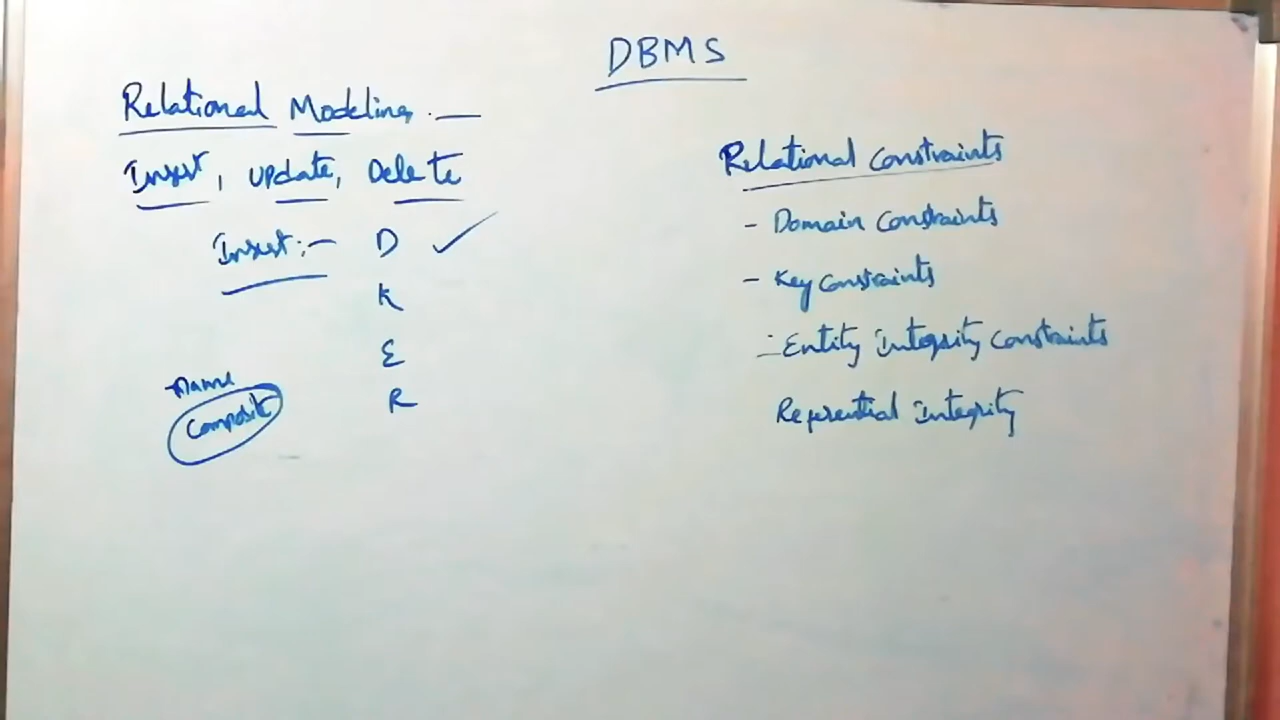 DBMS
Relational Modeling :-
Insert, update, Delete
Insert:- D ✓
K
E
R
Name
Composite
Relational Constraints
- Domain Constraints
- Key Constraints
- Entity Integrity Constraints
Referential Integrity